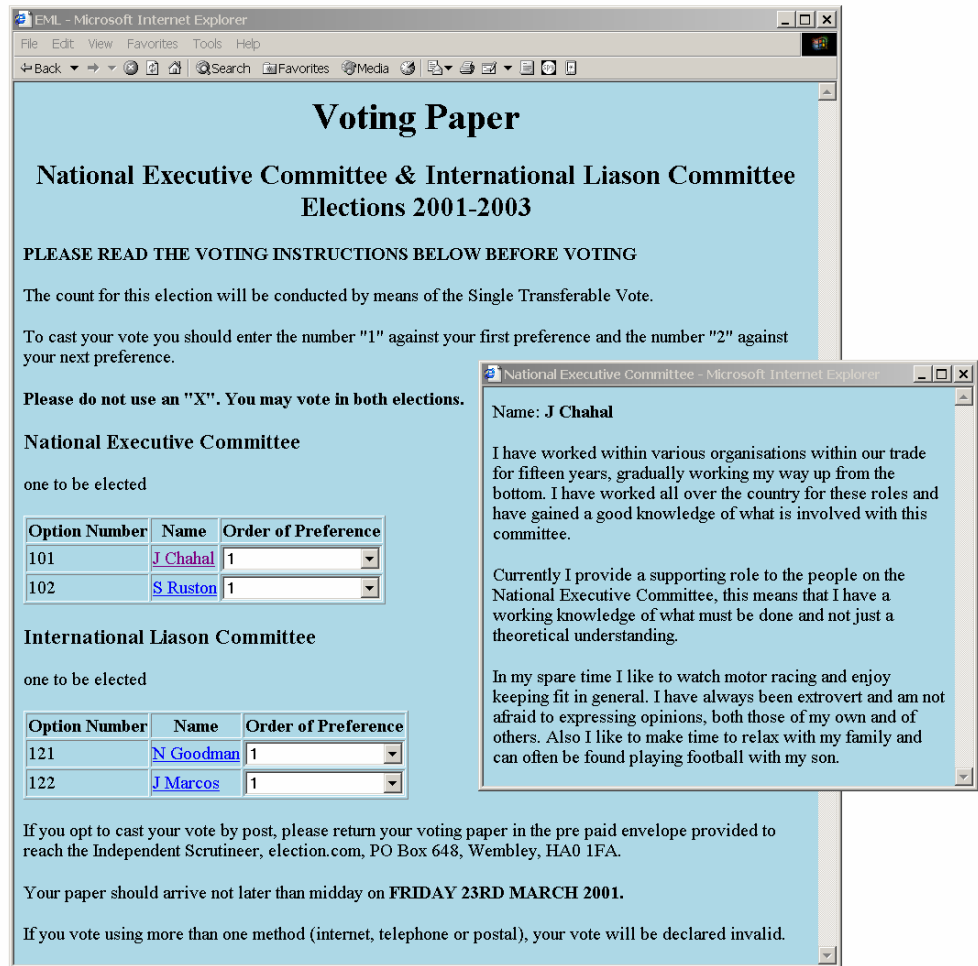 EML - Microsoft Internet Explorer
File Edit View Favorites Tools Help
Back Search Favorites Media
Voting Paper
National Executive Committee & International Liason Committee
Elections 2001-2003
PLEASE READ THE VOTING INSTRUCTIONS BELOW BEFORE VOTING
The count for this election will be conducted by means of the Single Transferable Vote.
To cast your vote you should enter the number "1" against your first preference and the number "2" against
your next preference.
Please do not use an "X". You may vote in both elections.
National Executive Committee
one to be elected
Option Number Name Order of Preference
101 J Chahal 1
102 S Ruston 1
International Liason Committee
one to be elected
Option Number Name Order of Preference
121 N Goodman 1
122 J Marcos 1
If you opt to cast your vote by post, please return your voting paper in the pre paid envelope provided to
reach the Independent Scrutineer, election.com, PO Box 648, Wembley, HA0 1FA.
Your paper should arrive not later than midday on FRIDAY 23RD MARCH 2001.
If you vote using more than one method (internet, telephone or postal), your vote will be declared invalid.
National Executive Committee - Microsoft Internet Explorer
Name: J Chahal
I have worked within various organisations within our trade
for fifteen years, gradually working my way up from the
bottom. I have worked all over the country for these roles and
have gained a good knowledge of what is involved with this
committee.
Currently I provide a supporting role to the people on the
National Executive Committee, this means that I have a
working knowledge of what must be done and not just a
theoretical understanding.
In my spare time I like to watch motor racing and enjoy
keeping fit in general. I have always been extrovert and am not
afraid to expressing opinions, both those of my own and of
others. Also I like to make time to relax with my family and
can often be found playing football with my son.